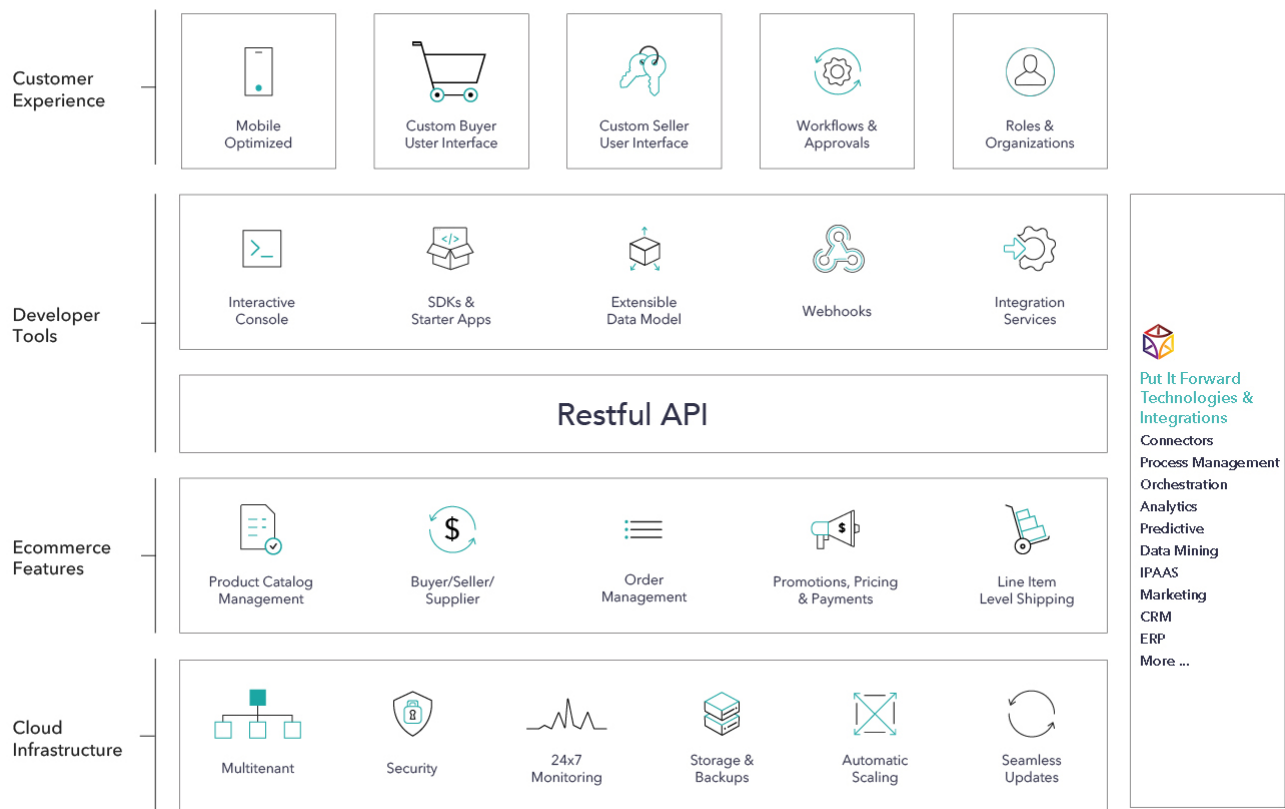 Customer
Experience
Mobile
Optimized
Custom Buyer
Uster Interface
Custom Seller
User Interface
Workflows &
Approvals
Roles &
Organizations
Developer
Tools
>_
Interactive
Console
</>
SDKs &
Starter Apps
Extensible
Data Model
Webhooks
Integration
Services
Restful API
Ecommerce
Features
Product Catalog
Management
$
Buyer/Seller/
Supplier
Order
Management
$
Promotions, Pricing
& Payments
Line Item
Level Shipping
Cloud
Infrastructure
Multitenant
Security
24x7
Monitoring
Storage &
Backups
Automatic
Scaling
Seamless
Updates
Put It Forward
Technologies &
Integrations
Connectors
Process Management
Orchestration
Analytics
Predictive
Data Mining
IPAAS
Marketing
CRM
ERP
More ...